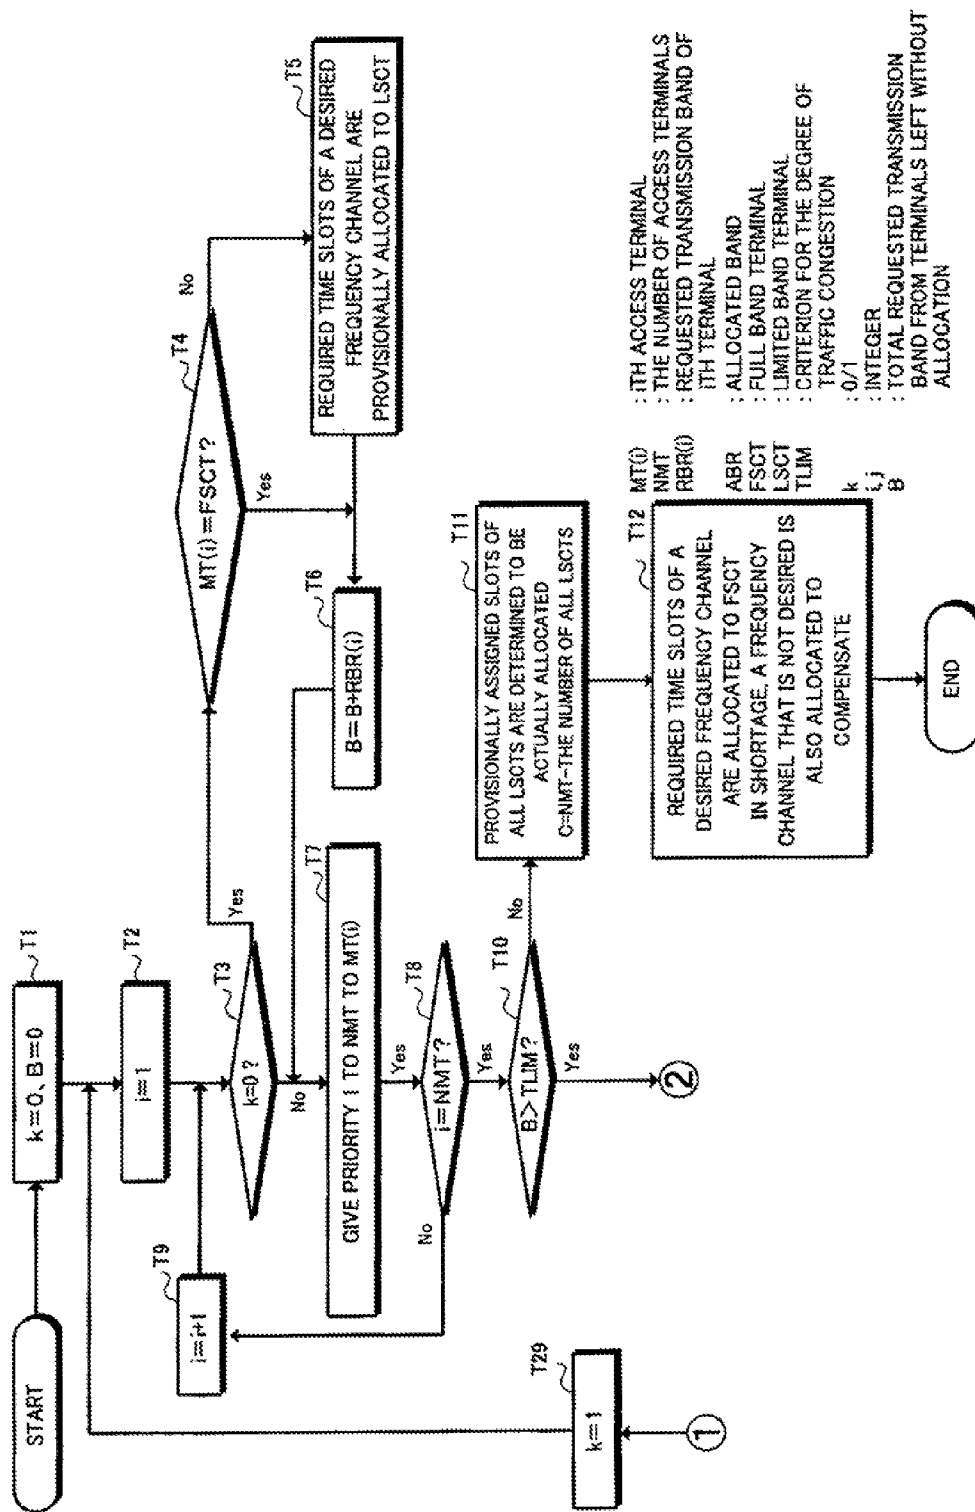 START
T1
k=0、B=0
T2
i=1
T3
k=0?
Yes
No
T4
MT(i)=FSCT?
No
Yes
T5
REQUIRED TIME SLOTS OF A DESIRED
FREQUENCY CHANNEL ARE
PROVISIONALLY ALLOCATED TO LSCT
T6
B=B+RBR(i)
T7
GIVE PRIORITY 1 TO NMT TO MT(i)
Yes
T8
i=NMT?
No
Yes
T9
i=i+1
T10
B>TLIM?
No
Yes
②
T11
PROVISIONALLY ASSIGNED SLOTS OF
ALL LSCTS ARE DETERMINED TO BE
ACTUALLY ALLOCATED
C=NMT-THE NUMBER OF ALL LSCTS
T12
REQUIRED TIME SLOTS OF A
DESIRED FREQUENCY CHANNEL
ARE ALLOCATED TO FSCT
IN SHORTAGE, A FREQUENCY
CHANNEL THAT IS NOT DESIRED IS
ALSO ALLOCATED TO
COMPENSATE
END
T29
k=1
①
MT(i) : iTH ACCESS TERMINAL
NMT : THE NUMBER OF ACCESS TERMINALS
RBR(i) : REQUESTED TRANSMISSION BAND OF
iTH TERMINAL
ABR : ALLOCATED BAND
FSCT : FULL BAND TERMINAL
LSCT : LIMITED BAND TERMINAL
TLIM : CRITERION FOR THE DEGREE OF
TRAFFIC CONGESTION
k : 0/1
i,j : INTEGER
B : TOTAL REQUESTED TRANSMISSION
BAND FROM TERMINALS LEFT WITHOUT
ALLOCATION